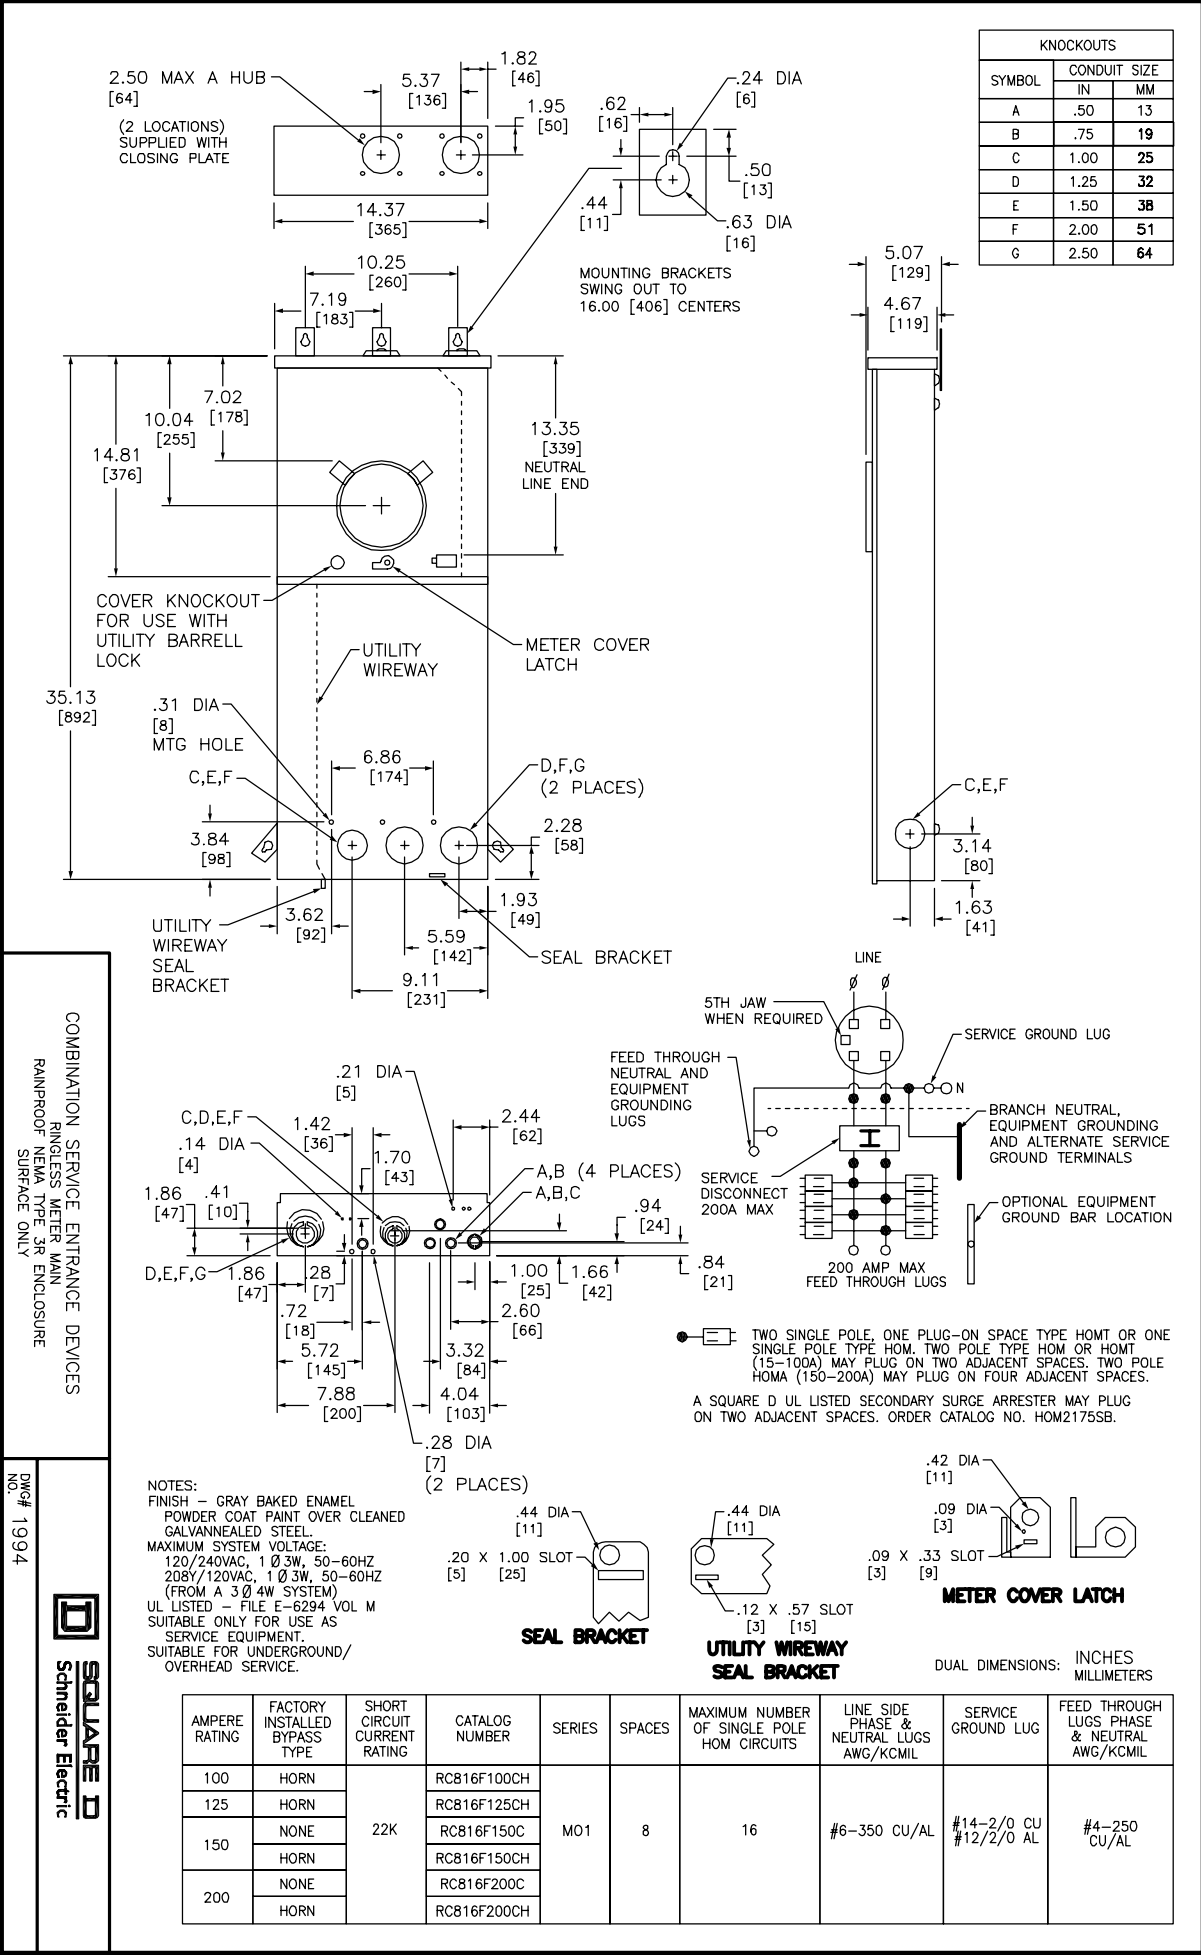 2.50 MAX A HUB
[64]
(2 LOCATIONS)
SUPPLIED WITH
CLOSING PLATE
5.37
[136]
1.82
[46]
1.95
[50]
14.37
[365]
.62
[16]
.24 DIA
[6]
.50
[13]
.44
[11]
.63 DIA
[16]
MOUNTING BRACKETS
SWING OUT TO
16.00 [406] CENTERS
KNOCKOUTS
SYMBOL CONDUIT SIZE
IN MM
A .50 13
B .75 19
C 1.00 25
D 1.25 32
E 1.50 38
F 2.00 51
G 2.50 64
10.25
[260]
7.19
[183]
7.02
[178]
10.04
[255]
14.81
[376]
13.35
[339]
NEUTRAL
LINE END
5.07
[129]
4.67
[119]
COVER KNOCKOUT
FOR USE WITH
UTILITY BARRELL
LOCK
UTILITY
WIREWAY
METER COVER
LATCH
35.13
[892]
.31 DIA
[8]
MTG HOLE
C,E,F
6.86
[174]
D,F,G
(2 PLACES)
3.84
[98]
2.28
[58]
C,E,F
3.14
[80]
1.63
[41]
UTILITY
WIREWAY
SEAL
BRACKET
3.62
[92]
1.93
[49]
5.59
[142]
9.11
[231]
SEAL BRACKET
LINE
Ø Ø
5TH JAW
WHEN REQUIRED
SERVICE GROUND LUG
N
FEED THROUGH
NEUTRAL AND
EQUIPMENT
GROUNDING
LUGS
BRANCH NEUTRAL,
EQUIPMENT GROUNDING
AND ALTERNATE SERVICE
GROUND TERMINALS
SERVICE
DISCONNECT
200A MAX
OPTIONAL EQUIPMENT
GROUND BAR LOCATION
200 AMP MAX
FEED THROUGH LUGS
.21 DIA
[5]
C,D,E,F
.14 DIA
[4]
1.42
[36]
1.70
[43]
2.44
[62]
A,B (4 PLACES)
A,B,C
1.86
[47]
.41
[10]
.94
[24]
D,E,F,G
1.86
[47]
.28
[7]
1.00
[25]
1.66
[42]
.84
[21]
.72
[18]
2.60
[66]
5.72
[145]
3.32
[84]
7.88
[200]
4.04
[103]
.28 DIA
[7]
(2 PLACES)
TWO SINGLE POLE, ONE PLUG-ON SPACE TYPE HOMT OR ONE
SINGLE POLE TYPE HOM. TWO POLE TYPE HOM OR HOMT
(15-100A) MAY PLUG ON TWO ADJACENT SPACES. TWO POLE
HOMA (150-200A) MAY PLUG ON FOUR ADJACENT SPACES.
A SQUARE D UL LISTED SECONDARY SURGE ARRESTER MAY PLUG
ON TWO ADJACENT SPACES. ORDER CATALOG NO. HOM2175SB.
NOTES:
FINISH - GRAY BAKED ENAMEL
POWDER COAT PAINT OVER CLEANED
GALVANNEALED STEEL.
MAXIMUM SYSTEM VOLTAGE:
120/240VAC, 1 Ø 3W, 50-60HZ
208Y/120VAC, 1 Ø 3W, 50-60HZ
(FROM A 3 Ø 4W SYSTEM)
UL LISTED - FILE E-6294 VOL M
SUITABLE ONLY FOR USE AS
SERVICE EQUIPMENT.
SUITABLE FOR UNDERGROUND/
OVERHEAD SERVICE.
.44 DIA
[11]
.20 X 1.00 SLOT
[5] [25]
SEAL BRACKET
.44 DIA
[11]
.12 X .57 SLOT
[3] [15]
UTILITY WIREWAY
SEAL BRACKET
.42 DIA
[11]
.09 DIA
[3]
.09 X .33 SLOT
[3] [9]
METER COVER LATCH
DUAL DIMENSIONS: INCHES
MILLIMETERS
AMPERE RATING FACTORY INSTALLED BYPASS TYPE SHORT CIRCUIT CURRENT RATING CATALOG NUMBER SERIES SPACES MAXIMUM NUMBER OF SINGLE POLE HOM CIRCUITS LINE SIDE PHASE & NEUTRAL LUGS AWG/KCMIL SERVICE GROUND LUG FEED THROUGH LUGS PHASE & NEUTRAL AWG/KCMIL
100 HORN RC816F100CH
125 HORN RC816F125CH
150 NONE 22K RC816F150C M01 8 16 #6-350 CU/AL #14-2/0 CU #12/2/0 AL #4-250 CU/AL
HORN RC816F150CH
200 NONE RC816F200C
HORN RC816F200CH
COMBINATION SERVICE ENTRANCE DEVICES
RINGLESS METER MAIN
RAINPROOF NEMA TYPE 3R ENCLOSURE
SURFACE ONLY
DWG# NO. 1994
SQUARE D
Schneider Electric